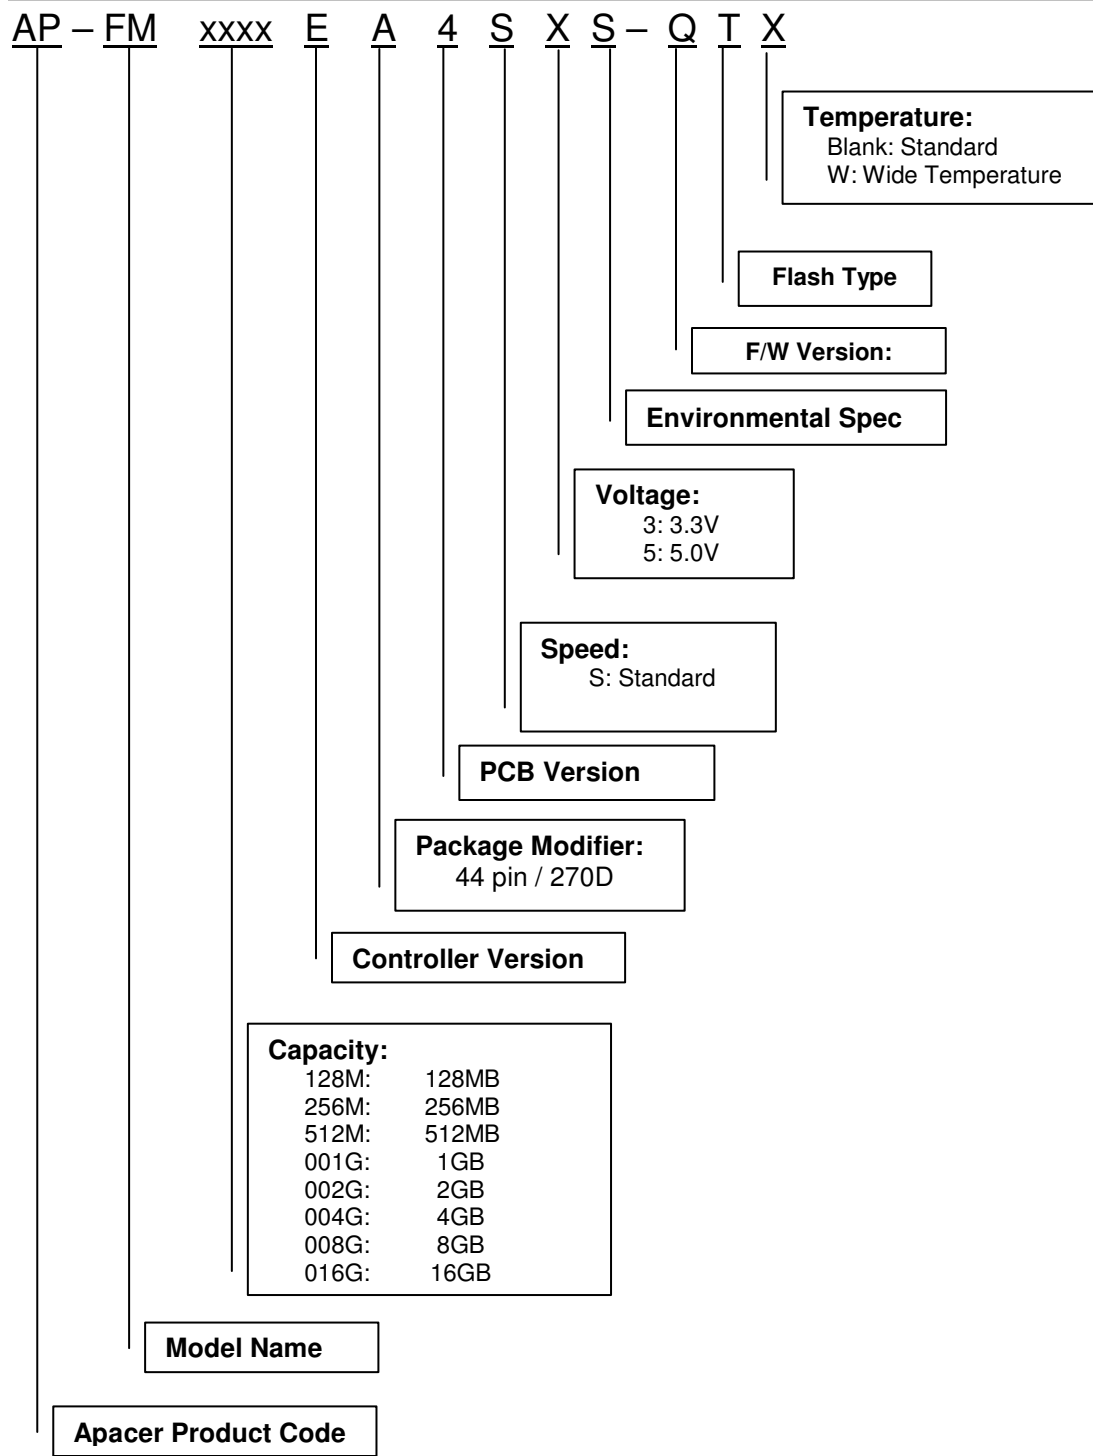 AP – FM xxxx E A 4 S X S – Q T X
Temperature:
Blank: Standard
W: Wide Temperature
Flash Type
F/W Version:
Environmental Spec
Voltage:
3: 3.3V
5: 5.0V
Speed:
S: Standard
PCB Version
Package Modifier:
44 pin / 270D
Controller Version
Capacity:
128M: 128MB
256M: 256MB
512M: 512MB
001G: 1GB
002G: 2GB
004G: 4GB
008G: 8GB
016G: 16GB
Model Name
Apacer Product Code